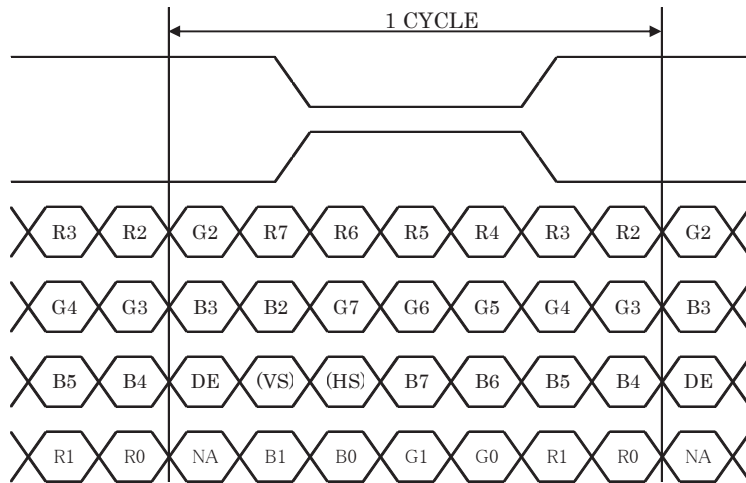 1 CYCLE
R3 R2 G2 R7 R6 R5 R4 R3 R2 G2
G4 G3 B3 B2 G7 G6 G5 G4 G3 B3
B5 B4 DE (VS) (HS) B7 B6 B5 B4 DE
R1 R0 NA B1 B0 G1 G0 R1 R0 NA